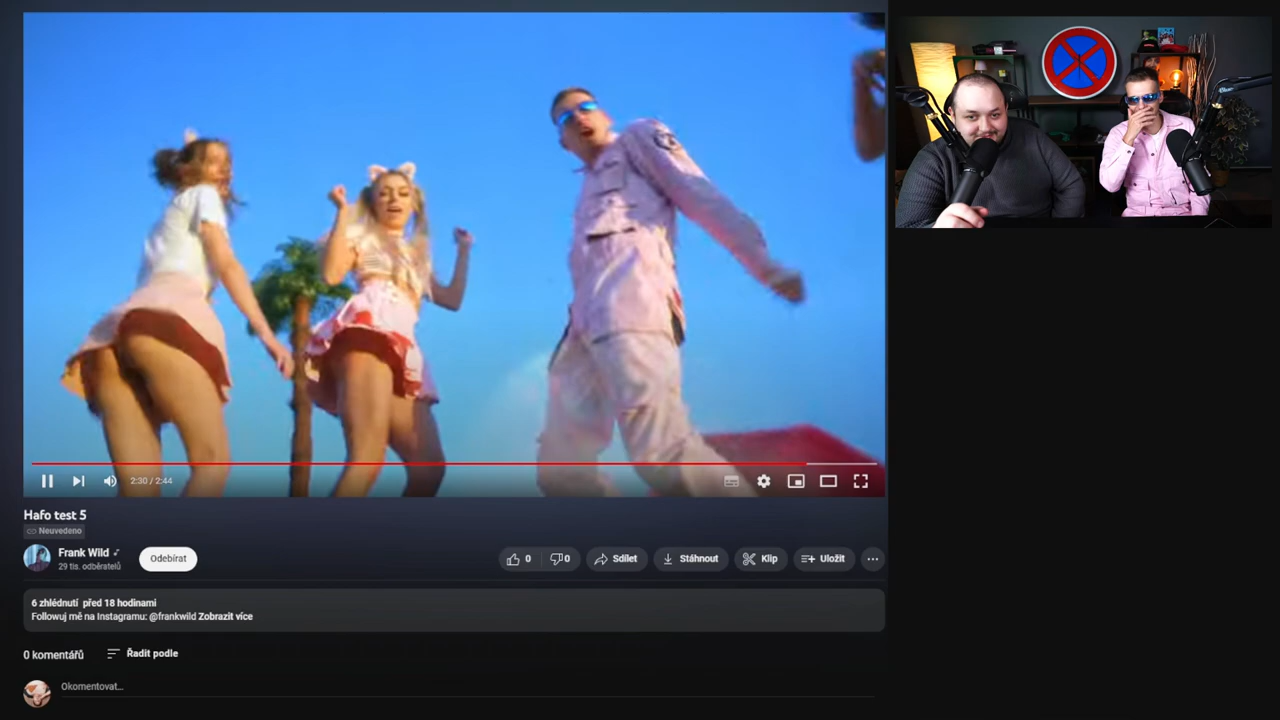 2:30 / 2:44
Hafo test 5
Neuvedeno
Frank Wild
29 tis. odběratelů
Odebírat
0
0
Sdílet
Stáhnout
Klip
Uložit
6 zhlédnutí před 18 hodinami
Followuj mě na Instagramu: @frankwild Zobrazit více
0 komentářů
Řadit podle
Okomentovat...